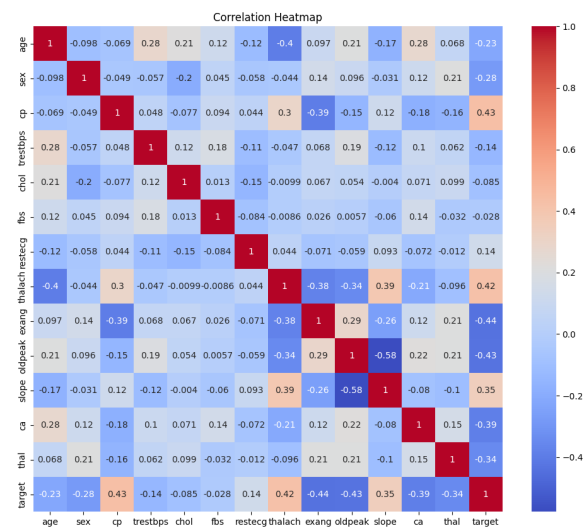 Correlation Heatmap
age 1 -0.098 -0.069 0.28 0.21 0.12 -0.12 -0.4 0.097 0.21 -0.17 0.28 0.068 -0.23
sex -0.098 1 -0.049 -0.057 -0.2 0.045 -0.058 -0.044 0.14 0.096 -0.031 0.12 0.21 -0.28
cp -0.069 -0.049 1 0.048 -0.077 0.094 0.044 0.3 -0.39 -0.15 0.12 -0.18 -0.16 0.43
trestbps 0.28 -0.057 0.048 1 0.12 0.18 -0.11 -0.047 0.068 0.19 -0.12 0.1 0.062 -0.14
chol 0.21 -0.2 -0.077 0.12 1 0.013 -0.15 -0.0099 0.067 0.054 -0.004 0.071 0.099 -0.085
fbs 0.12 0.045 0.094 0.18 0.013 1 -0.084 -0.0086 0.026 0.0057 -0.06 0.14 -0.032 -0.028
restecg -0.12 -0.058 0.044 -0.11 -0.15 -0.084 1 0.044 -0.071 -0.059 0.093 -0.072 -0.012 0.14
thalach -0.4 -0.044 0.3 -0.047 -0.0099 -0.0086 0.044 1 -0.38 -0.34 0.39 -0.21 -0.096 0.42
exang 0.097 0.14 -0.39 0.068 0.067 0.026 -0.071 -0.38 1 0.29 -0.26 0.12 0.21 -0.44
oldpeak 0.21 0.096 -0.15 0.19 0.054 0.0057 -0.059 -0.34 0.29 1 -0.58 0.22 0.21 -0.43
slope -0.17 -0.031 0.12 -0.12 -0.004 -0.06 0.093 0.39 -0.26 -0.58 1 -0.08 -0.1 0.35
ca 0.28 0.12 -0.18 0.1 0.071 0.14 -0.072 -0.21 0.12 0.22 -0.08 1 0.15 -0.39
thal 0.068 0.21 -0.16 0.062 0.099 -0.032 -0.012 -0.096 0.21 0.21 -0.1 0.15 1 -0.34
target -0.23 -0.28 0.43 -0.14 -0.085 -0.028 0.14 0.42 -0.44 -0.43 0.35 -0.39 -0.34 1
age sex cp trestbps chol fbs restecg thalach exang oldpeak slope ca thal target
1.0
0.8
0.6
0.4
0.2
0.0
-0.2
-0.4